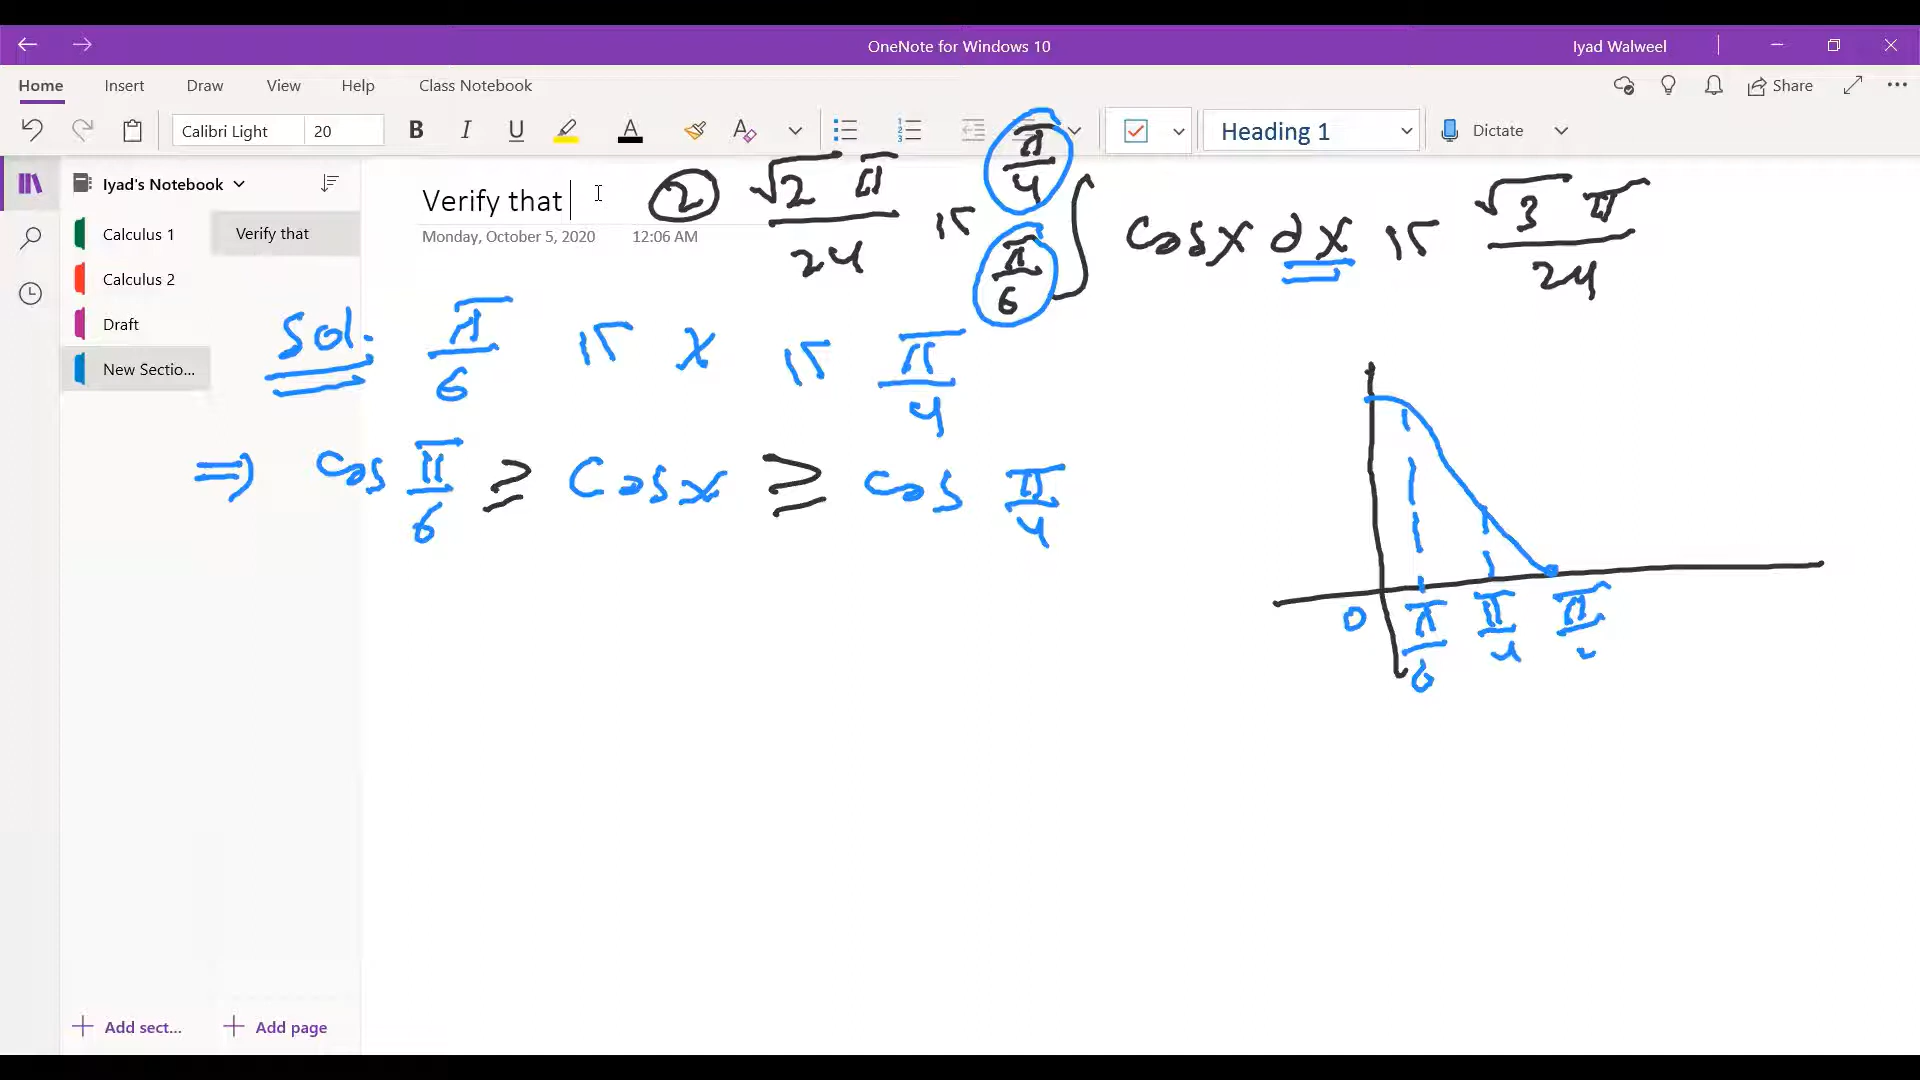 OneNote for Windows 10
Iyad Walweel
Home Insert Draw View Help Class Notebook
Share
Calibri Light 20 B I U A Heading 1 Dictate
Iyad's Notebook
Calculus 1
Calculus 2
Draft
New Sectio...
Verify that
Verify that
Monday, October 5, 2020 12:06 AM
② √2 π / 24 ≤ ∫ π/6 π/4 cos x dx ≤ √3 π / 24
Sol: π/6 ≤ x ≤ π/4
⇒ cos π/6 ≥ Cos x ≥ cos π/4
0 π/6 π/4 π/2
Add sect...
Add page